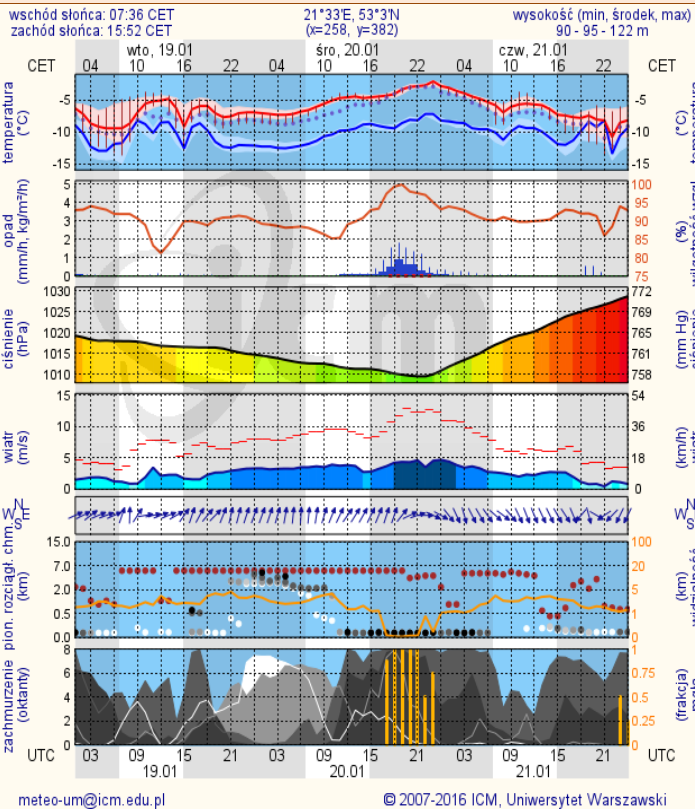 wschód słońca: 07:36 CET 21°33'E, 53°3'N wysokość (min, środek, max)
zachód słońca: 15:52 CET (x=258, y=382) 90 - 95 - 122 m
wto, 19.01 śro, 20.01 czw, 21.01
CET 04 10 16 22 04 10 16 22 04 10 16 22 CET
temperatura
(°C)
-5
-10
-15
-5
-10
-15
(°C)
temperatura
opad
(mm/h, kg/m²/h)
5
4
3
2
1
0
100
95
90
85
80
75
(%)
ciśnienie
(hPa)
1030
1025
1020
1015
1010
772
769
765
761
758
(mm Hg)
ciśnienie
wiatr
(m/s)
15
10
5
0
54
36
18
0
(km/h)
wiatr
N
W E
S
N
W
S
pion. rozciągł. chm.
(km)
15.0
7.0
2.0
0.5
0.0
100
20
5
1
0
(km)
zachmurzenie
(oktanty)
8
6
4
2
0
1
0.75
0.5
0.25
0
(frakcja)
UTC 03 09 15 21 03 09 15 21 03 09 15 21 UTC
19.01 20.01 21.01
meteo-um@icm.edu.pl © 2007-2016 ICM, Uniwersytet Warszawski